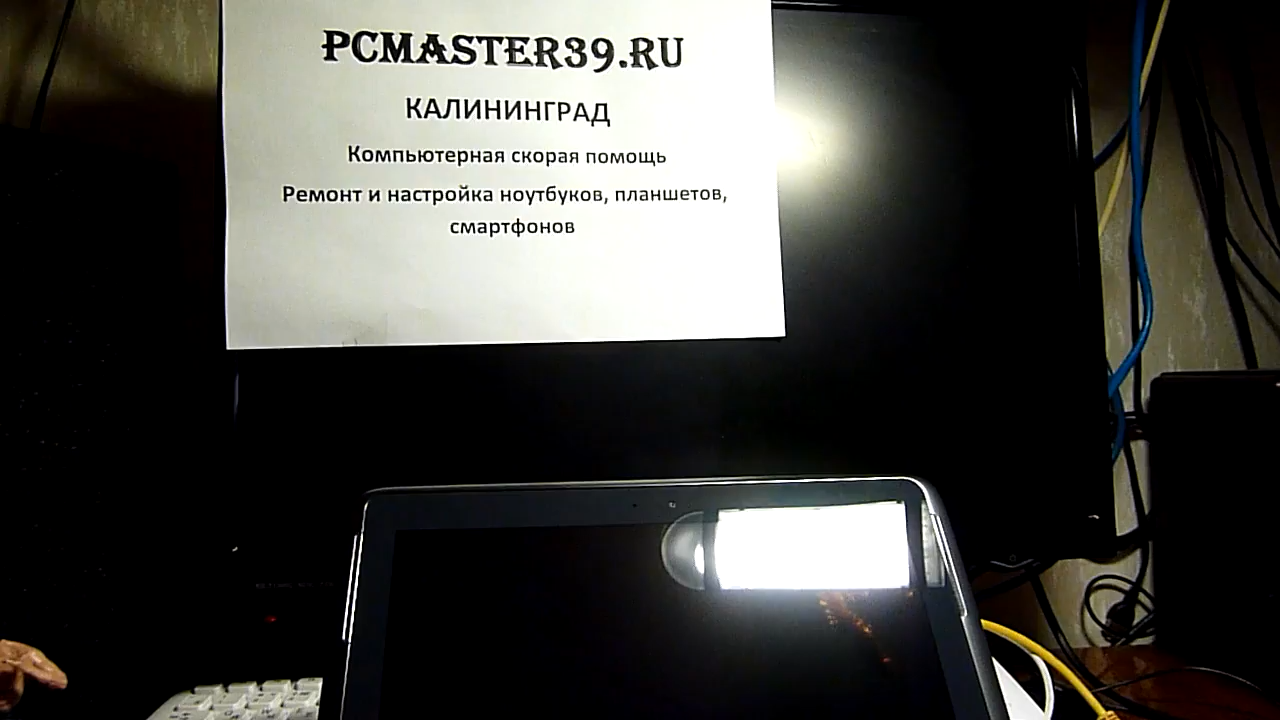 PCMASTER39.RU
КАЛИНИНГРАД
Компьютерная скорая помощь
Ремонт и настройка ноутбуков, планшетов,
смартфонов